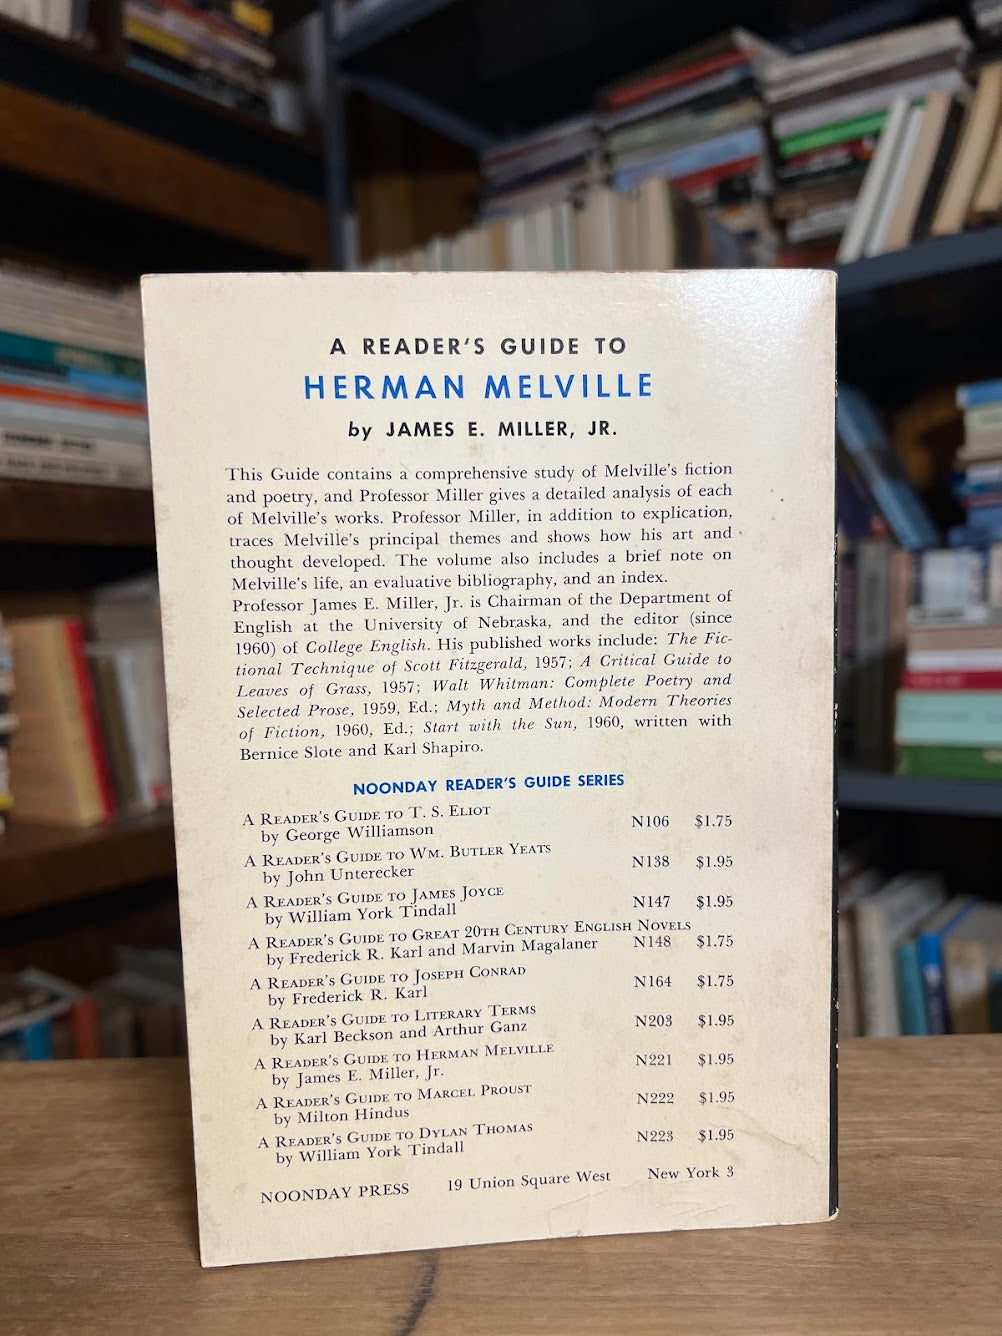 A READER'S GUIDE TO
HERMAN MELVILLE
by JAMES E. MILLER, JR.
This Guide contains a comprehensive study of Melville's fiction
and poetry, and Professor Miller gives a detailed analysis of each
of Melville's works. Professor Miller, in addition to explication,
traces Melville's principal themes and shows how his art and
thought developed. The volume also includes a brief note on
Melville's life, an evaluative bibliography, and an index.
Professor James E. Miller, Jr. is Chairman of the Department of
English at the University of Nebraska, and the editor (since
1960) of College English. His published works include: The Fic-
tional Technique of Scott Fitzgerald, 1957; A Critical Guide to
Leaves of Grass, 1957; Walt Whitman: Complete Poetry and
Selected Prose, 1959, Ed.; Myth and Method: Modern Theories
of Fiction, 1960, Ed.; Start with the Sun, 1960, written with
Bernice Slote and Karl Shapiro.
NOONDAY READER'S GUIDE SERIES
A READER'S GUIDE TO T. S. ELIOT
by George Williamson N106 $1.75
A READER'S GUIDE TO WM. BUTLER YEATS
by John Unterecker N138 $1.95
A READER'S GUIDE TO JAMES JOYCE
by William York Tindall N147 $1.95
A READER'S GUIDE TO GREAT 20TH CENTURY ENGLISH NOVELS
by Frederick R. Karl and Marvin Magalaner N148 $1.75
A READER'S GUIDE TO JOSEPH CONRAD
by Frederick R. Karl N164 $1.75
A READER'S GUIDE TO LITERARY TERMS
by Karl Beckson and Arthur Ganz N203 $1.95
A READER'S GUIDE TO HERMAN MELVILLE
by James E. Miller, Jr. N221 $1.95
A READER'S GUIDE TO MARCEL PROUST
by Milton Hindus N222 $1.95
A READER'S GUIDE TO DYLAN THOMAS
by William York Tindall N223 $1.95
NOONDAY PRESS 19 Union Square West New York 3